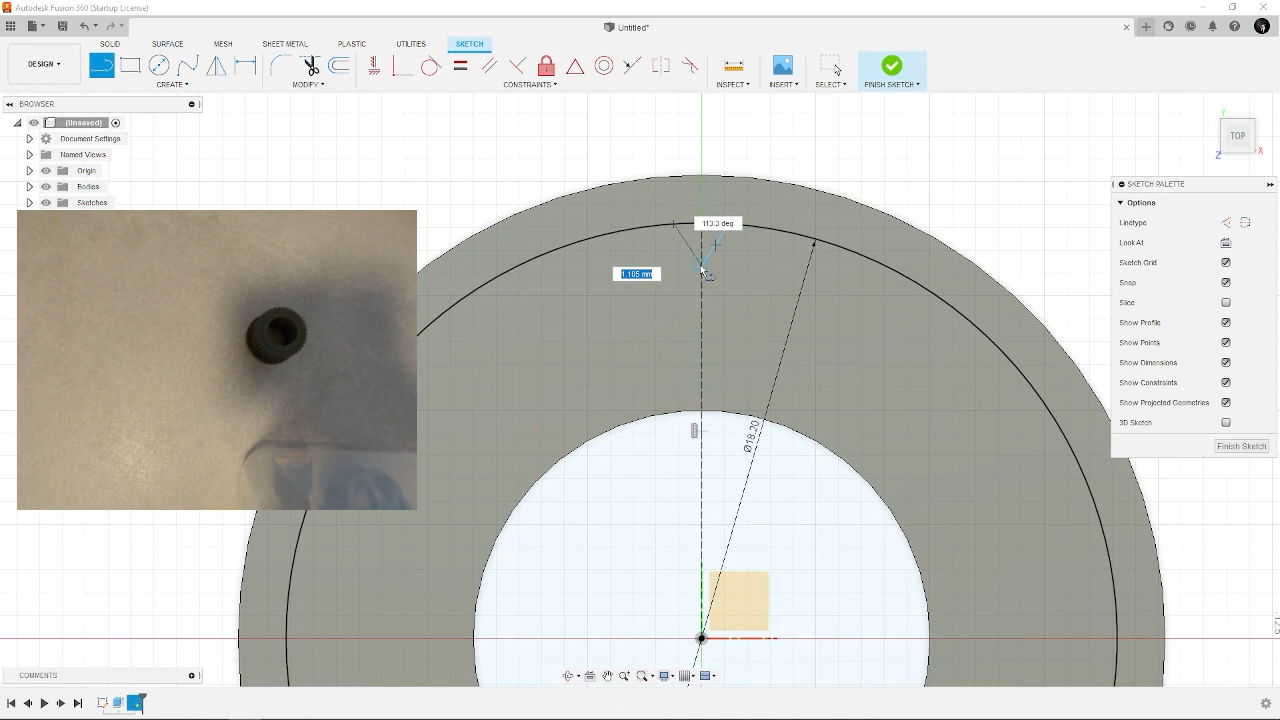 Autodesk Fusion 360 (Startup License)
Untitled*
SOLID SURFACE MESH SHEET METAL PLASTIC UTILITIES SKETCH
DESIGN
CREATE MODIFY CONSTRAINTS INSPECT INSERT SELECT FINISH SKETCH
BROWSER
(Unsaved)
Document Settings
Named Views
Origin
Bodies
Sketches
Y
TOP
X
Z
SKETCH PALETTE
Options
Linetype
Look At
Sketch Grid
Snap
Slice
Show Profile
Show Points
Show Dimensions
Show Constraints
Show Projected Geometries
3D Sketch
Finish Sketch
113.3 deg
1.105 mm
Ø18.20
-12.5
COMMENTS